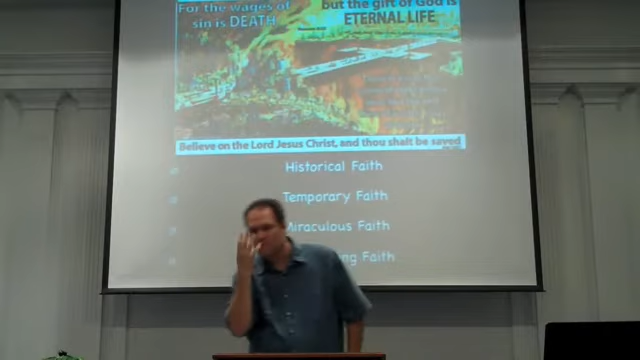 For the wages of
sin is DEATH
but the gift of God is
ETERNAL LIFE
Believe on the Lord Jesus Christ, and thou shalt be saved
Historical Faith
Temporary Faith
Miraculous Faith
Faith